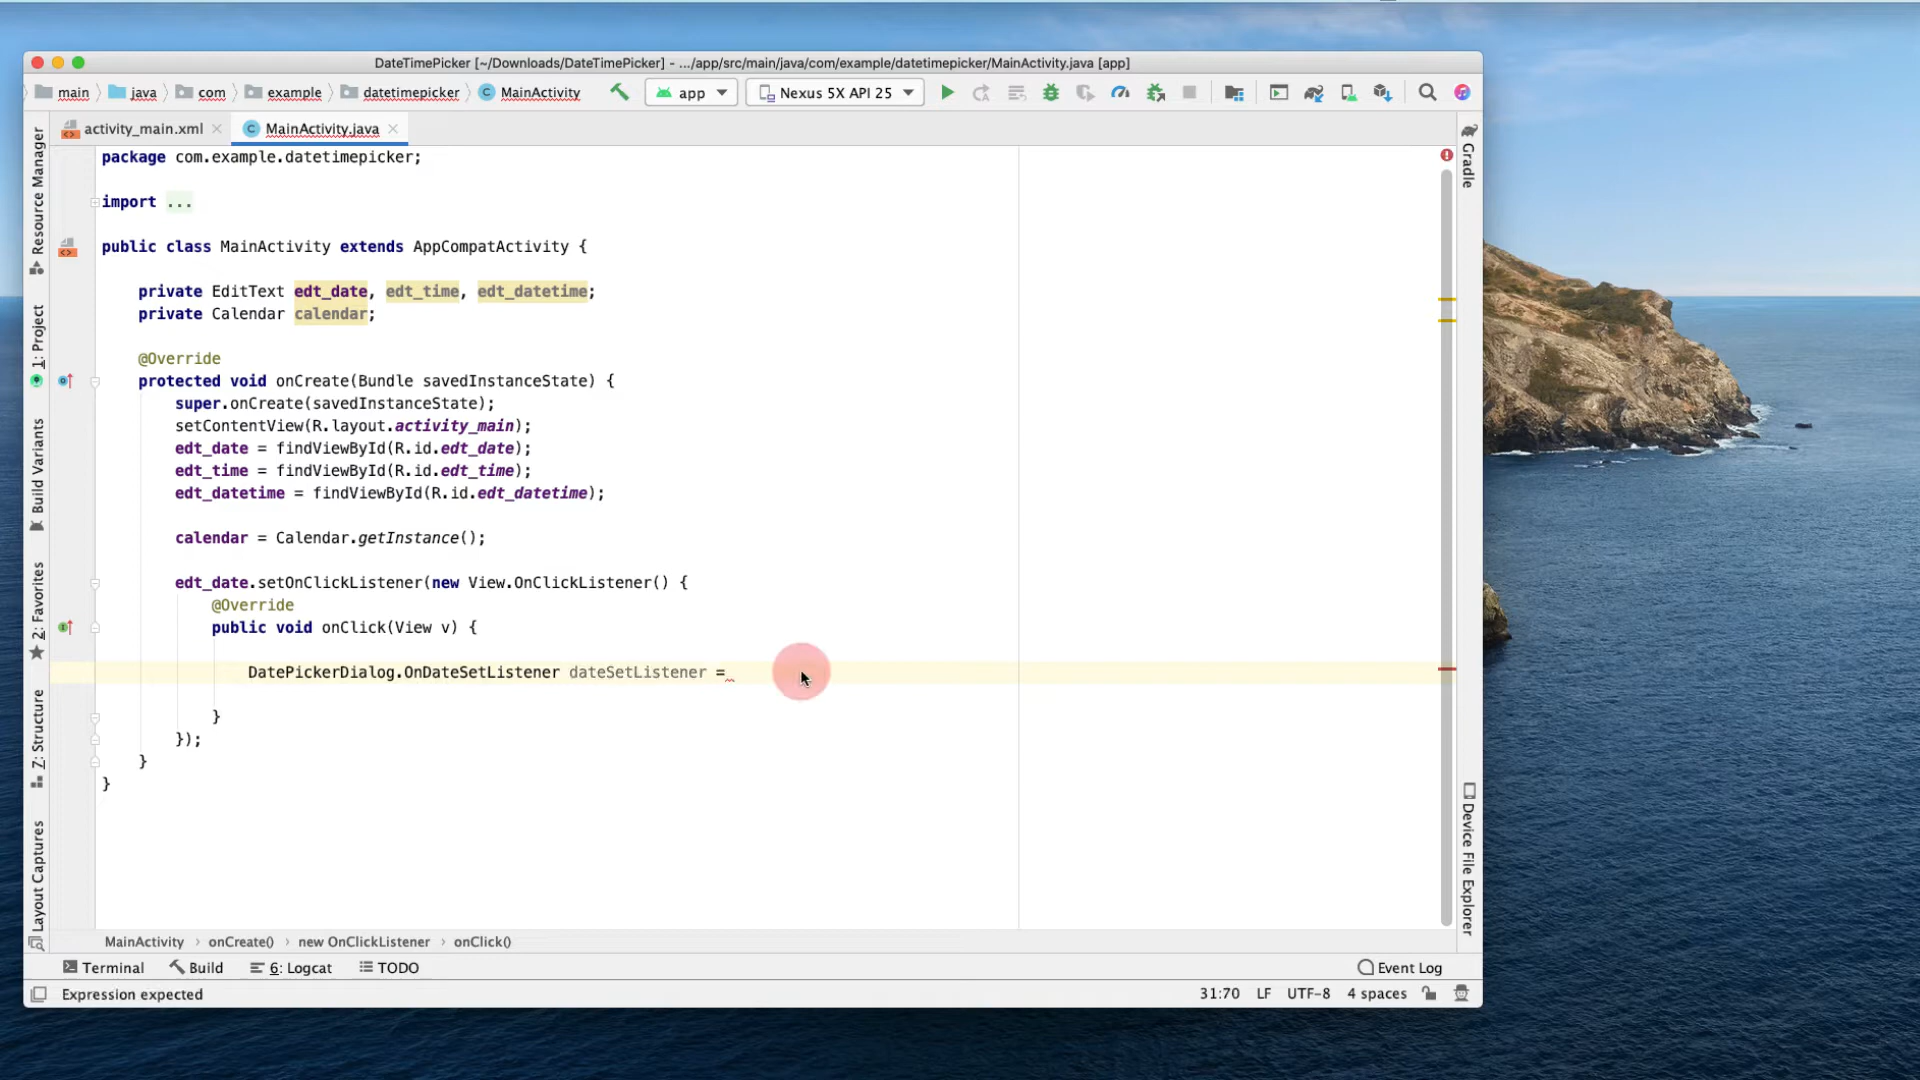 DateTimePicker [~/Downloads/DateTimePicker] - .../app/src/main/java/com/example/datetimepicker/MainActivity.java [app]
main java com example datetimepicker MainActivity app Nexus 5X API 25
activity_main.xml MainActivity.java
package com.example.datetimepicker;
import ...
public class MainActivity extends AppCompatActivity {
private EditText edt_date, edt_time, edt_datetime;
private Calendar calendar;
@Override
protected void onCreate(Bundle savedInstanceState) {
super.onCreate(savedInstanceState);
setContentView(R.layout.activity_main);
edt_date = findViewById(R.id.edt_date);
edt_time = findViewById(R.id.edt_time);
edt_datetime = findViewById(R.id.edt_datetime);
calendar = Calendar.getInstance();
edt_date.setOnClickListener(new View.OnClickListener() {
@Override
public void onClick(View v) {
DatePickerDialog.OnDateSetListener dateSetListener =
}
});
}
}
Resource Manager
1: Project
Build Variants
2: Favorites
Z: Structure
Layout Captures
Gradle
Device File Explorer
MainActivity › onCreate() › new OnClickListener › onClick()
Terminal Build 6: Logcat TODO Event Log
Expression expected 31:70 LF UTF-8 4 spaces